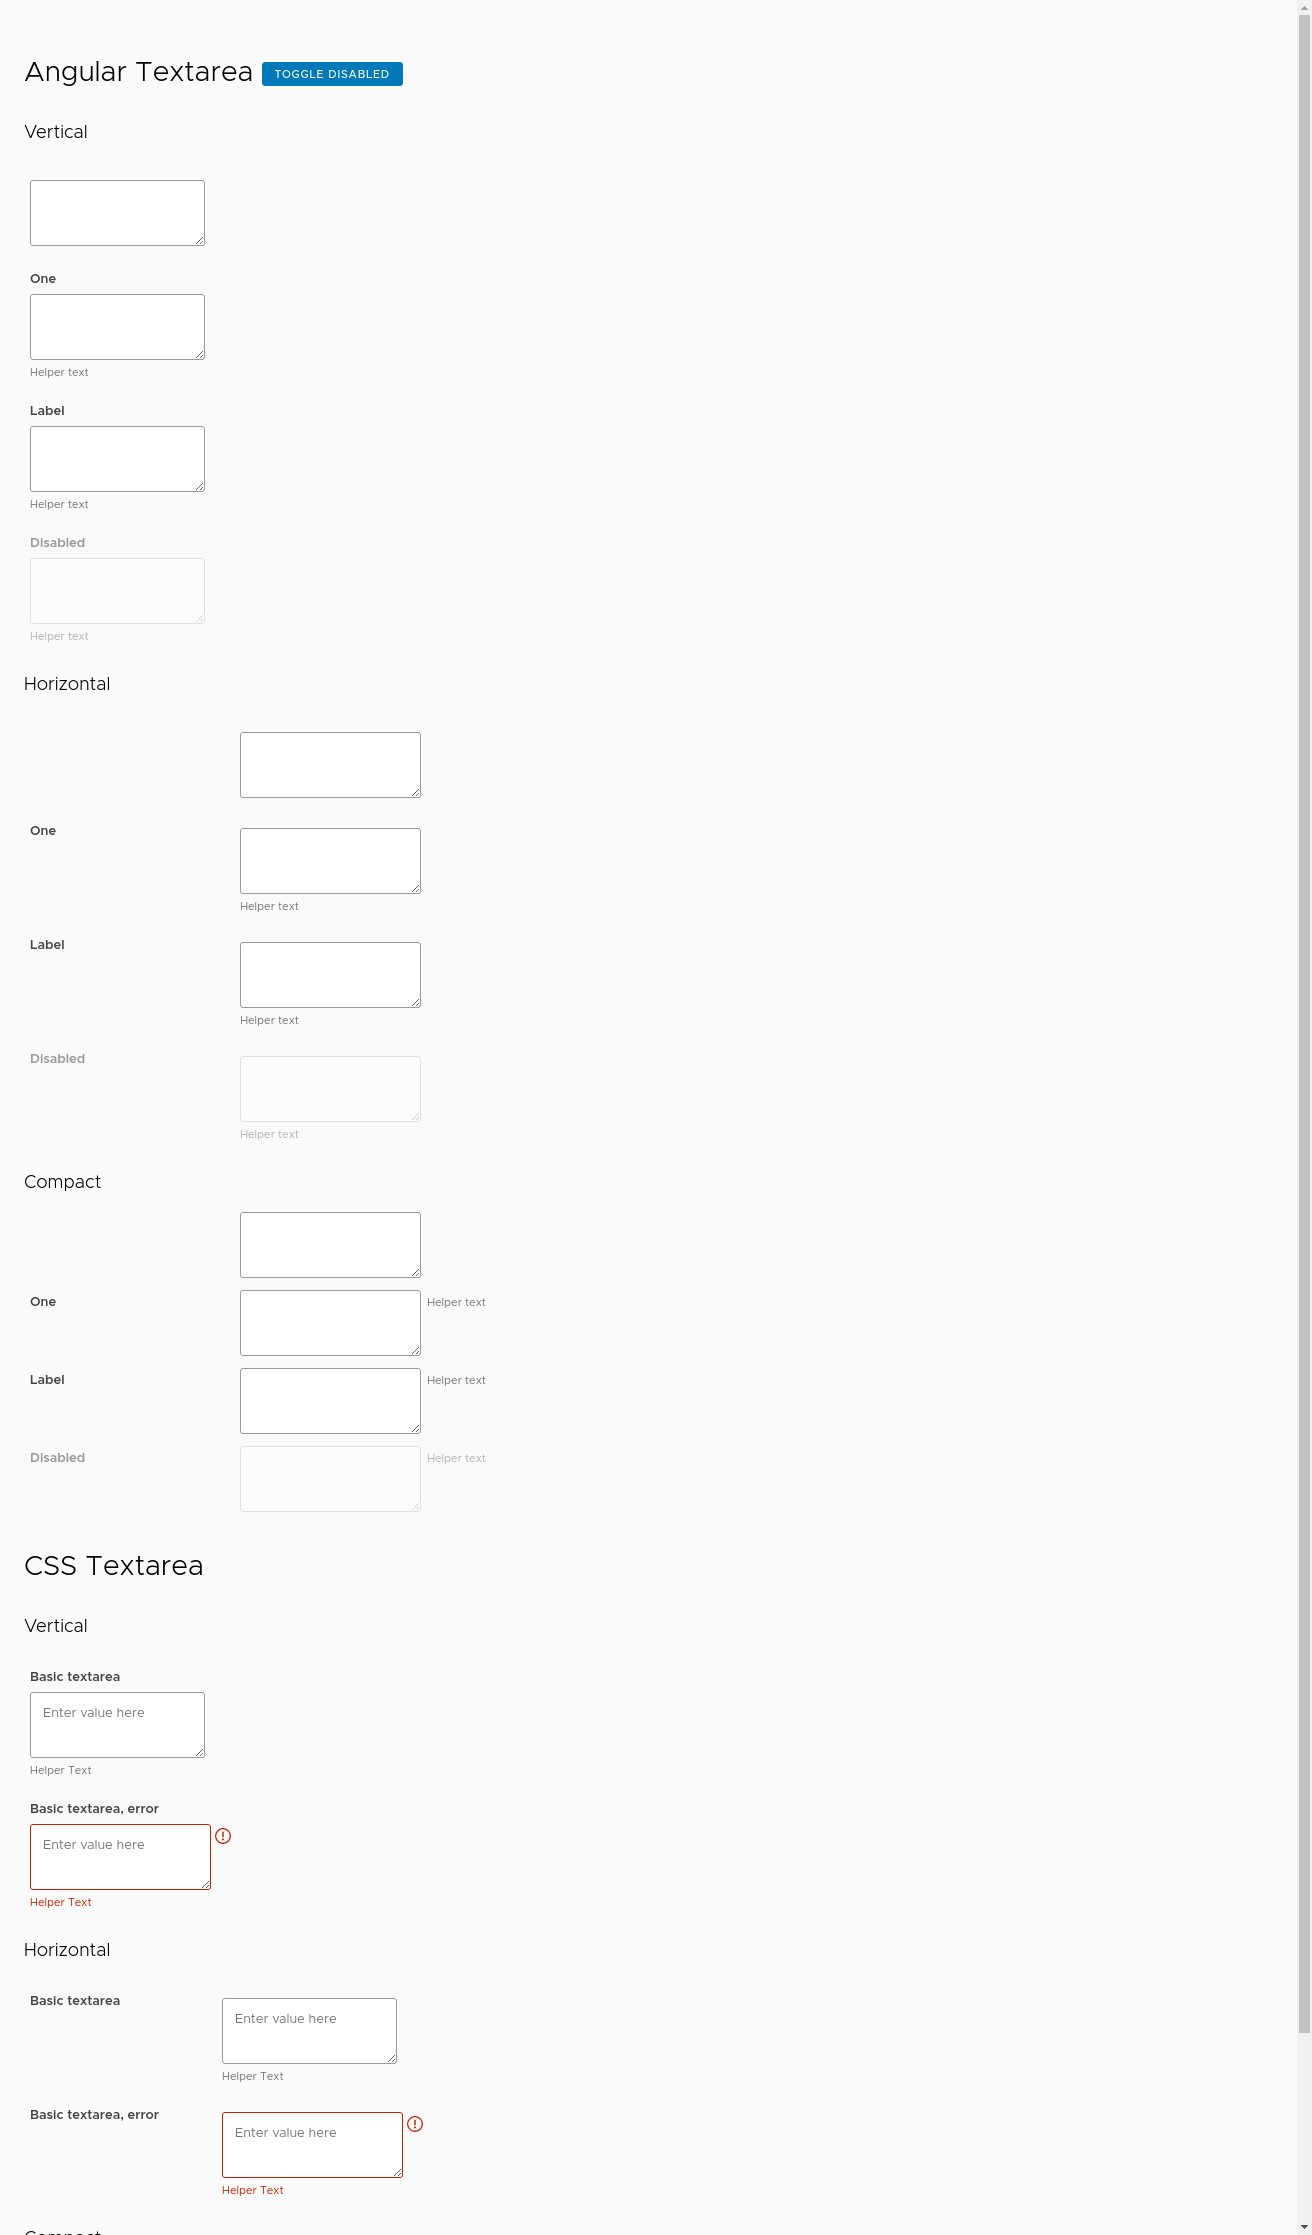 Angular Textarea TOGGLE DISABLED
Vertical
One
Helper text
Label
Helper text
Disabled
Helper text
Horizontal
One
Helper text
Label
Helper text
Disabled
Helper text
Compact
One Helper text
Label Helper text
Disabled Helper text
CSS Textarea
Vertical
Basic textarea
Enter value here
Helper Text
Basic textarea, error
Enter value here
Helper Text
Horizontal
Basic textarea
Enter value here
Helper Text
Basic textarea, error
Enter value here
Helper Text
Compact